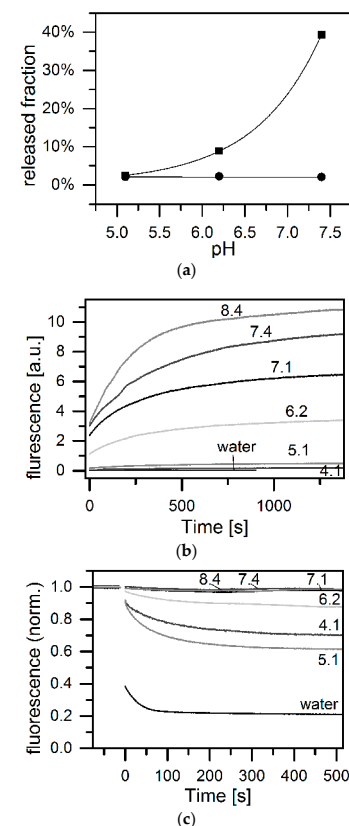 40%
30%
20%
10%
0%
released fraction
5.0 5.5 6.0 6.5 7.0 7.5
pH
(a)
10
8
6
4
2
0
flurescence [a.u.]
8.4
7.4
7.1
6.2
water
5.1
4.1
0 500 1000
Time [s]
(b)
1.0
0.8
0.6
0.4
0.2
0.0
fluorescence (norm.)
8.4 7.4 7.1
6.2
4.1
5.1
water
0 100 200 300 400 500
Time [s]
(c)